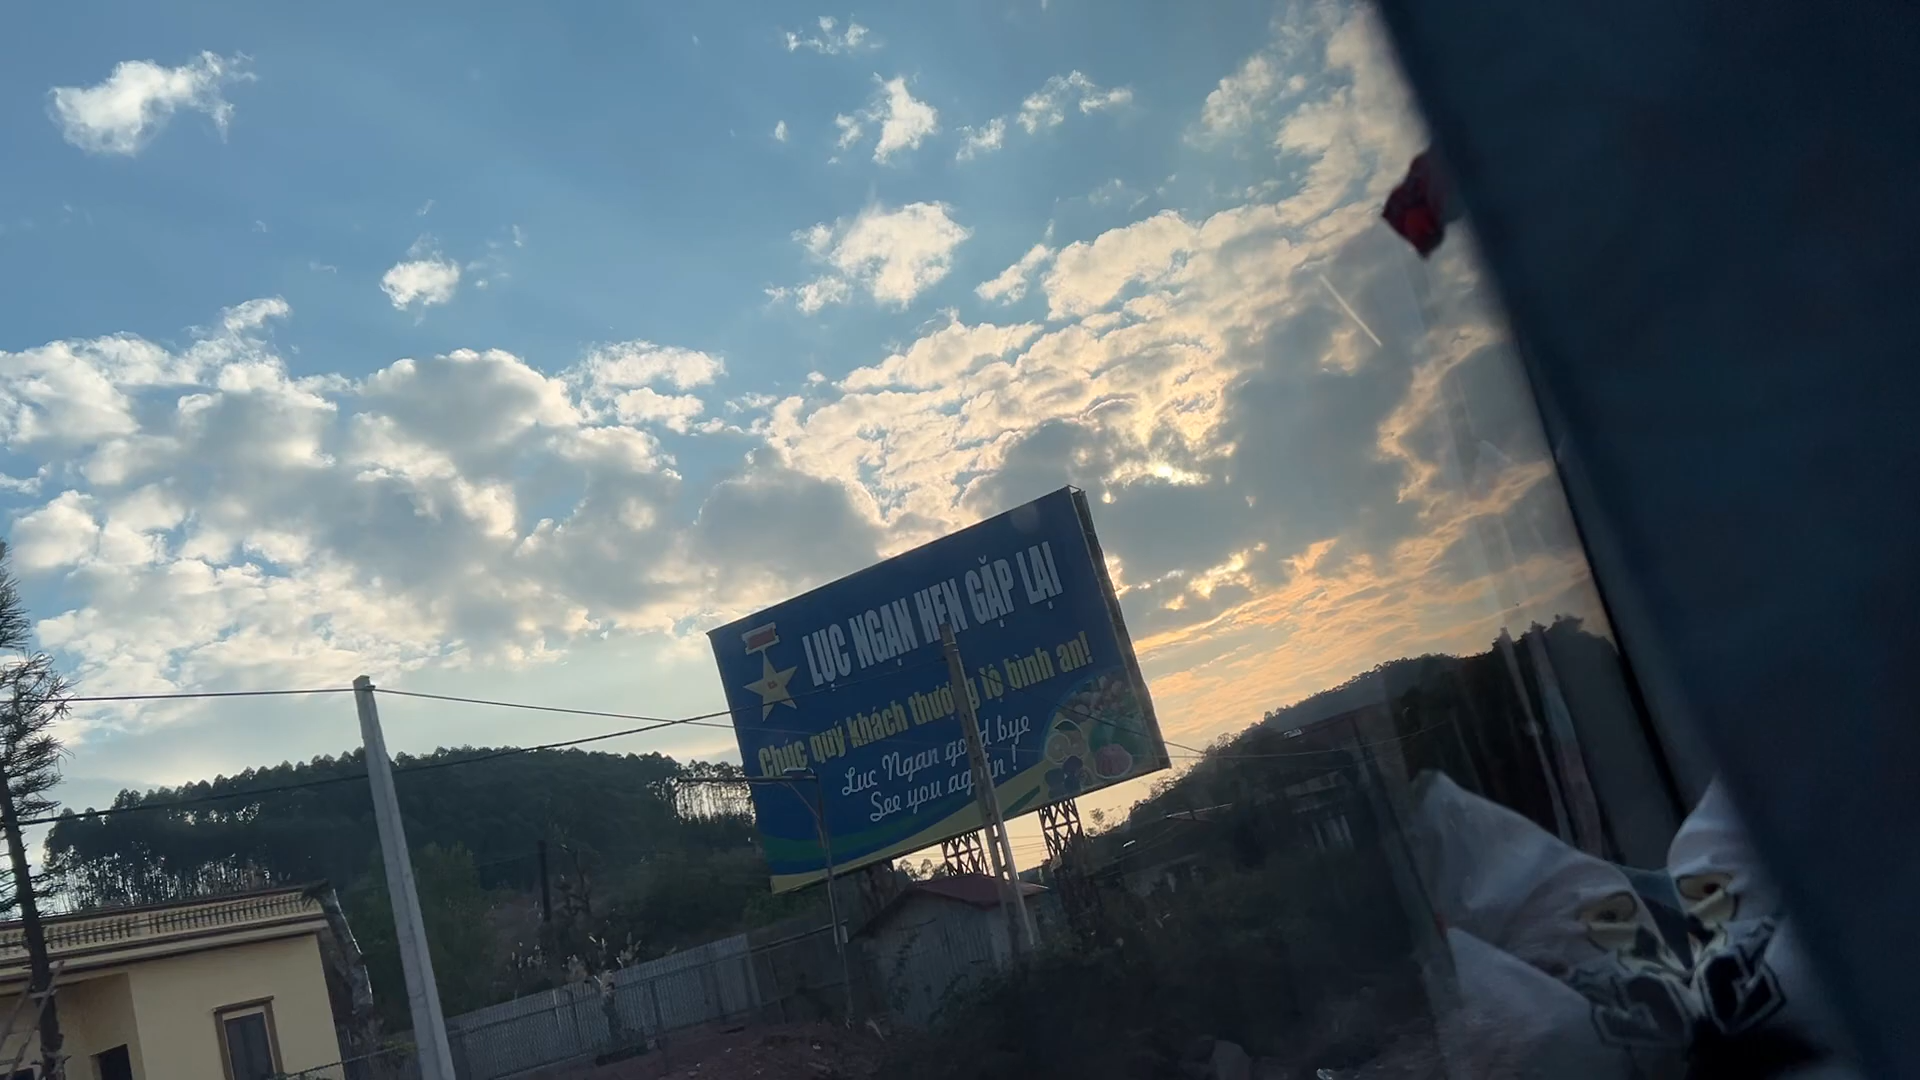 LỤC NGẠN HẸN GẶP LẠI
Chúc quý khách thượng lộ bình an!
Luc Ngan good bye
See you again !